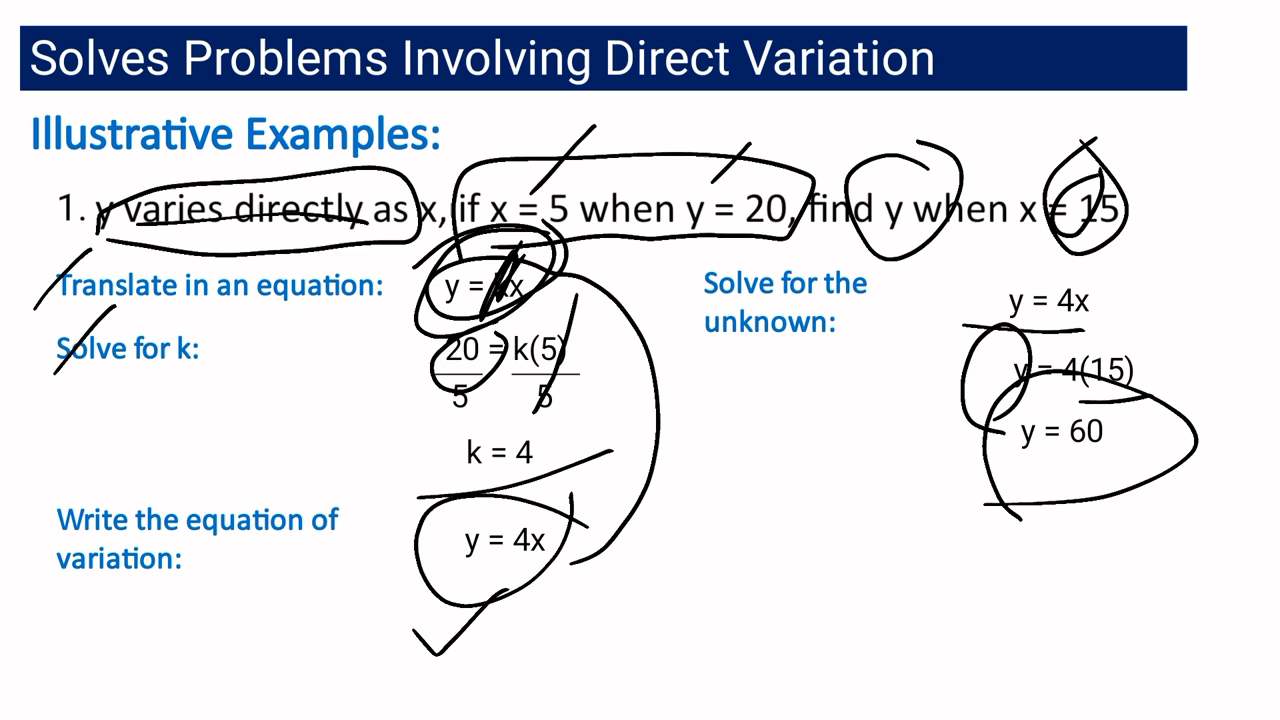 Solves Problems Involving Direct Variation
Illustrative Examples:
1. y varies directly as x, if x = 5 when y = 20, find y when x = 15
Translate in an equation:
y = kx
Solve for k:
20 = k(5)
5 5
k = 4
Write the equation of
variation:
y = 4x
Solve for the
unknown:
y = 4x
y = 4(15)
y = 60